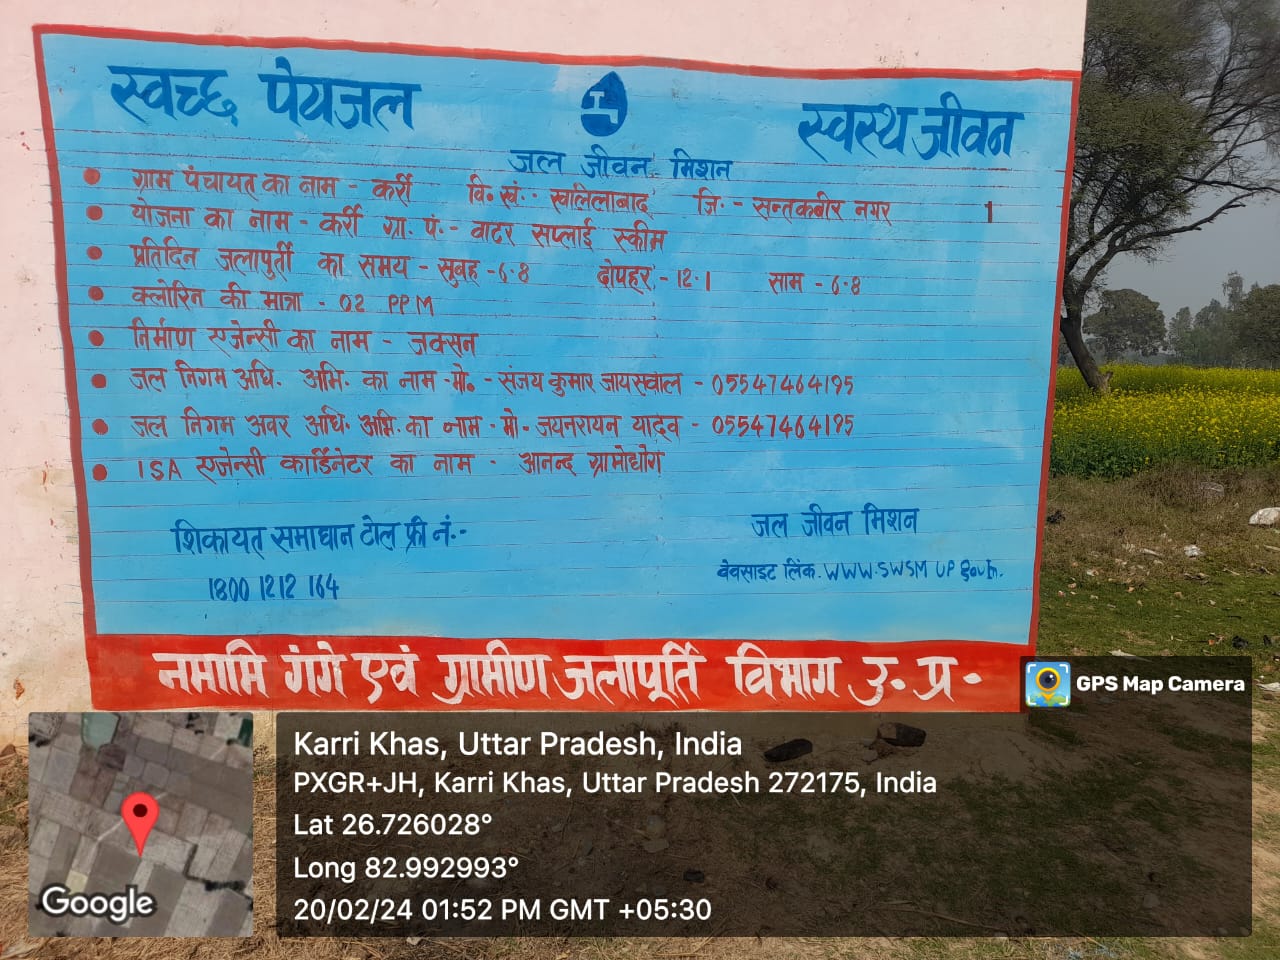 स्वच्छ पेयजल
स्वस्थ जीवन
जल जीवन मिशन
• ग्राम पंचायत का नाम - कर्री वि. खं. - खलिलाबाद जि. - सन्तकबीर नगर
• योजना का नाम - कर्री ग्रा. पं. - वाटर सप्लाई स्कीम
• प्रतिदिन जलापुर्ती का समय - सुबह - 6-8 दोपहर - 12-1 साम - 6-8
• क्लोरिन की मात्रा - 02 PPM
• निर्माण एजेन्सी का नाम - जक्सन
• जल निगम अधि. अभि. का नाम - मो. - संजय कुमार जायसवाल - 05547464195
• जल निगम अवर अधि. अभि. का नाम - मो. जयनरायन यादव - 05547464195
• ISA एजेन्सी कार्डिनेटर का नाम - आनन्द ग्रामोद्योग
शिकायत समाधान टोल फ्री नं.-
1800 1212 164
जल जीवन मिशन
वेवसाइट लिंक. WWW.SWSM UP gov.in.
नमामि गंगे एवं ग्रामीण जलापूर्ति विभाग उ. प्र.
GPS Map Camera
Karri Khas, Uttar Pradesh, India
PXGR+JH, Karri Khas, Uttar Pradesh 272175, India
Lat 26.726028°
Long 82.992993°
20/02/24 01:52 PM GMT +05:30
Google